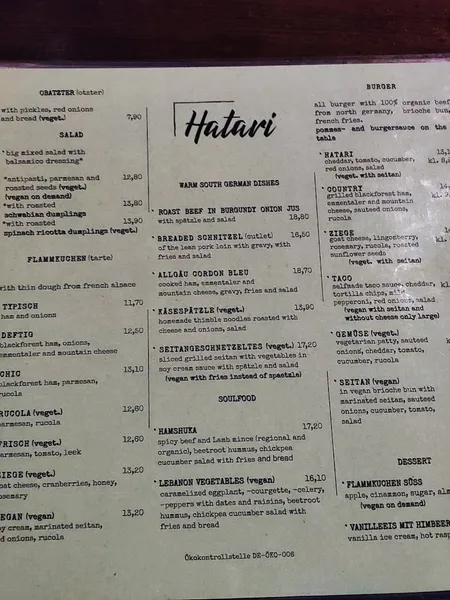 OBATZTER (otzter)
with pickles, red onions
and bread (veget.) 7,90
SALAD
* big mixed salad with
balsamico dressing*
*antipasti, parmesan and 12,80
roasted seeds (veget.)
(vegan on demand)
*with roasted 13,80
schwabian dumplings
*with roasted 13,90
spinach ricotta dumplings (veget.)
FLAMMEKUCHEN (tarte)
with thin dough from french alsace
TYPISCH 11,70
ham and onions
DEFTIG 12,50
blackforest ham, onions,
emmentaler and mountain cheese
CHIC 13,10
blackforest ham, parmesan,
rucola
RUCOLA (veget.) 12,60
parmesan, rucola
FRISCH (veget.) 12,60
parmesan, tomato, leek
ZIEGE (veget.) 13,20
goat cheese, cranberries, honey,
rosemary
VEGAN (vegan) 13,20
soy cream, marinated seitan,
red onions, rucola
Hatari
WARM SOUTH GERMAN DISHES
* ROAST BEEF IN BURGUNDY ONION JUS
with spätzle and salad 18,80
* BREADED SCHNITZEL (cutlet) 16,50
of the lean pork loin with gravy, with
fries and salad
* ALLGÄU CORDON BLEU 18,70
cooked ham, emmentaler and
mountain cheese, gravy, fries and salad
* KÄSESPÄTZLE (veget.) 13,90
homemade thimble noodles roasted with
cheese and onions, salad
* SEITANGESCHNETZELTES (veget.) 17,20
sliced grilled seitan with vegetables in
soy cream sauce with spätzle and salad
(vegan with fries instead of spaetzle)
SOULFOOD
* HAMSHUKA 17,20
spicy beef and Lamb mince (regional and
organic), beetroot hummus, chickpea
cucumber salad with fries and bread
* LEBANON VEGETABLES (vegan) 16,10
caramelized eggplant, -courgette, -celery,
-peppers with dates and raisins, beetroot
hummus, chickpea cucumber salad with
fries and bread
Ökokontrollstelle DE-ÖKO-006
BURGER
all burger with 100% organic beef
from north germany, brioche bun,
french fries.
pommes- and burgersauce on the
table
* HATARI
cheddar, tomato, cucumber,
red onions, salad
(veget. with seitan)
* COUNTRY
grilled blackforest ham,
emmentaler and mountain
cheese, sauteed onions,
rucola
* ZIEGE
goat cheese, lingonberry,
rosemary, rucola, roasted
sunflower seeds
(veget. with seitan)
* TACO
selfmade taco sauce, cheddar,
tortilla chips, mild
pepperoni, red onions, salad
(vegan with seitan and
without cheese only large)
* GEMÜSE (veget.)
vegetarian patty, sauteed
onions, cheddar, tomato,
cucumber, rucola
* SEITAN (vegan)
in vegan brioche bun with
marinated seitan, sauteed
onions, cucumber, tomato,
salad
DESSERT
* FLAMMKUCHEN SÜSS
apple, cinnamon, sugar,
(vegan on demand)
* VANILLEEIS MIT
vanilla ice cream, hot